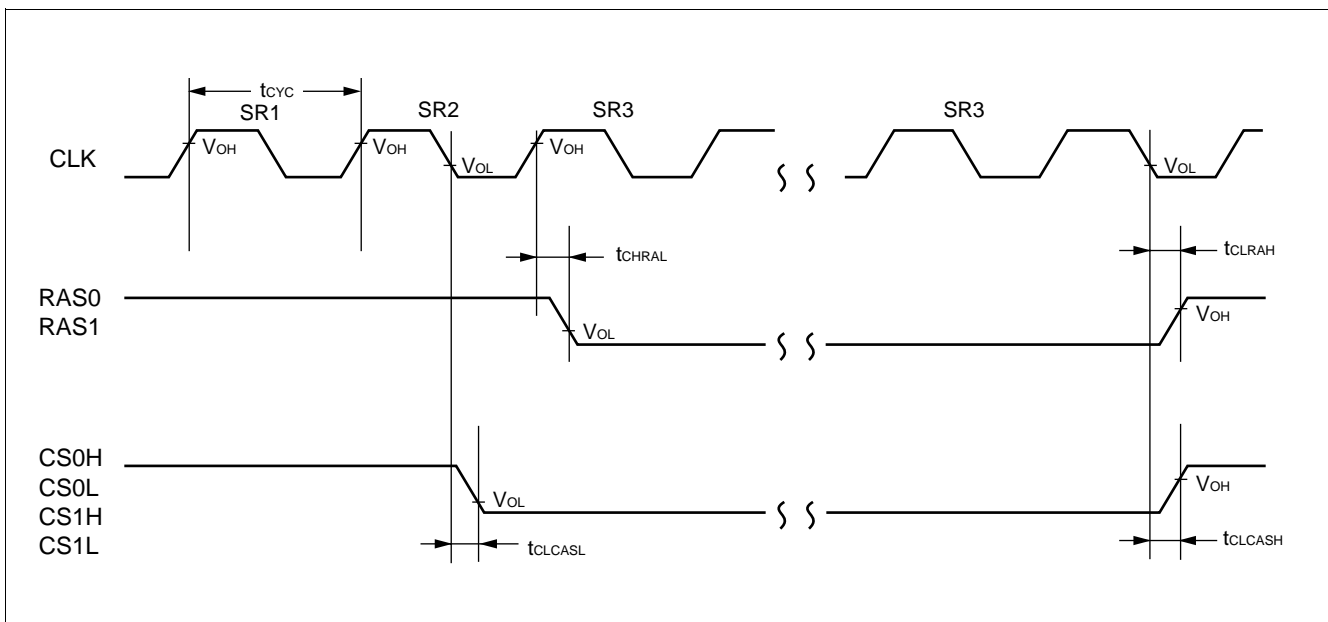 tCYC
SR1 SR2 SR3 SR3
CLK VOH VOH VOL VOH VOL
tCHRAL tCLRAH
RAS0
RAS1 VOL VOH
CS0H
CS0L VOL VOH
CS1H
CS1L tCLCASL tCLCASH